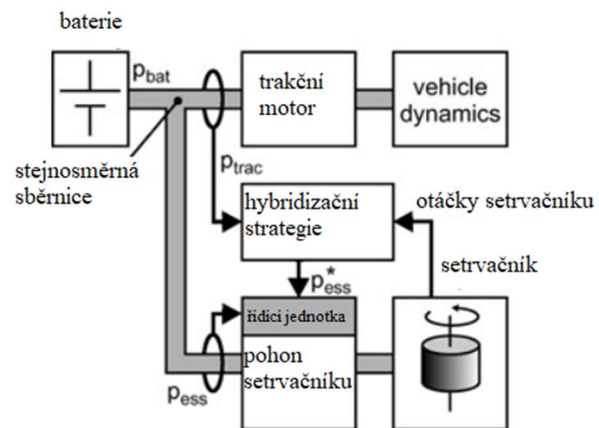 baterie
p_bat
trakční
motor
vehicle
dynamics
stejnosměrná
sběrnice
p_trac
hybridizační
strategie
otáčky setrvačníku
setrvačník
p*_ess
řídící jednotka
pohon
setrvačníku
p_ess